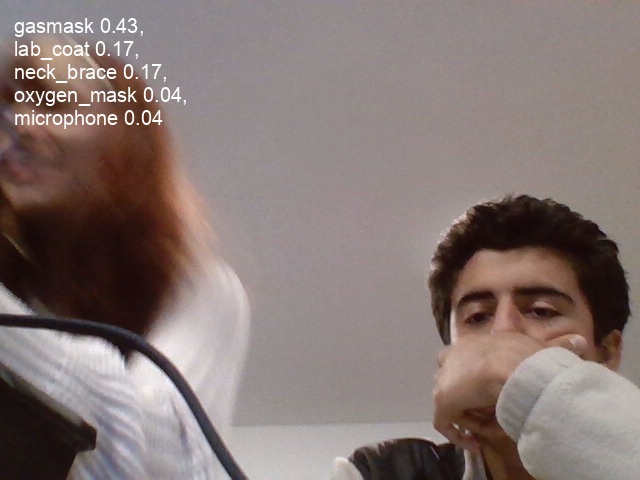 gasmask 0.43,
lab_coat 0.17,
neck_brace 0.17,
oxygen_mask 0.04,
microphone 0.04